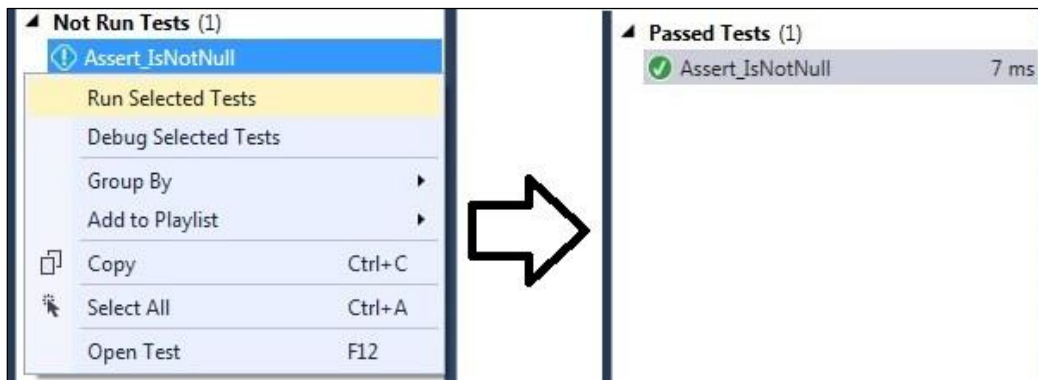 Not Run Tests (1)
Assert_IsNotNull
Run Selected Tests
Debug Selected Tests
Group By
Add to Playlist
Copy Ctrl+C
Select All Ctrl+A
Open Test F12
Passed Tests (1)
Assert_IsNotNull 7 ms